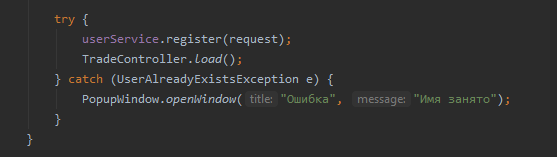 try {
userService.register(request);
TradeController.load();
} catch (UserAlreadyExistsException e) {
PopupWindow.openWindow( title: "Ошибка", message: "Имя занято");
}
}